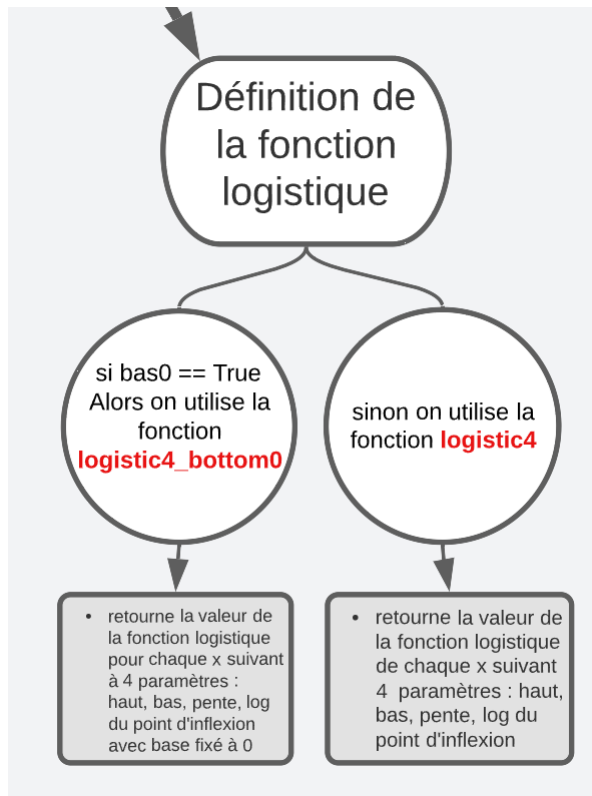 Définition de
la fonction
logistique
si bas0 == True
Alors on utilise la
fonction
logistic4_bottom0
sinon on utilise la
fonction logistic4
• retourne la valeur de
la fonction logistique
pour chaque x suivant
à 4 paramètres :
haut, bas, pente, log
du point d'inflexion
avec base fixé à 0
• retourne la valeur de
la fonction logistique
de chaque x suivant
4 paramètres : haut,
bas, pente, log du
point d'inflexion